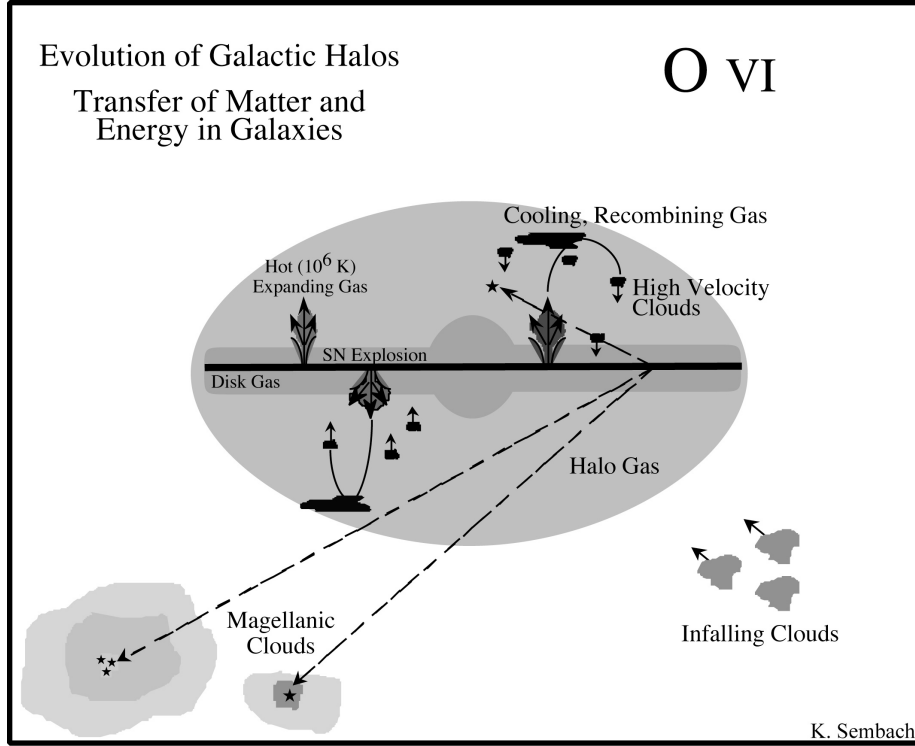 Evolution of Galactic Halos
Transfer of Matter and
Energy in Galaxies
O VI
Cooling, Recombining Gas
Hot (10⁶ K)
Expanding Gas
High Velocity
Clouds
SN Explosion
Disk Gas
Halo Gas
Magellanic
Clouds
Infalling Clouds
K. Sembach